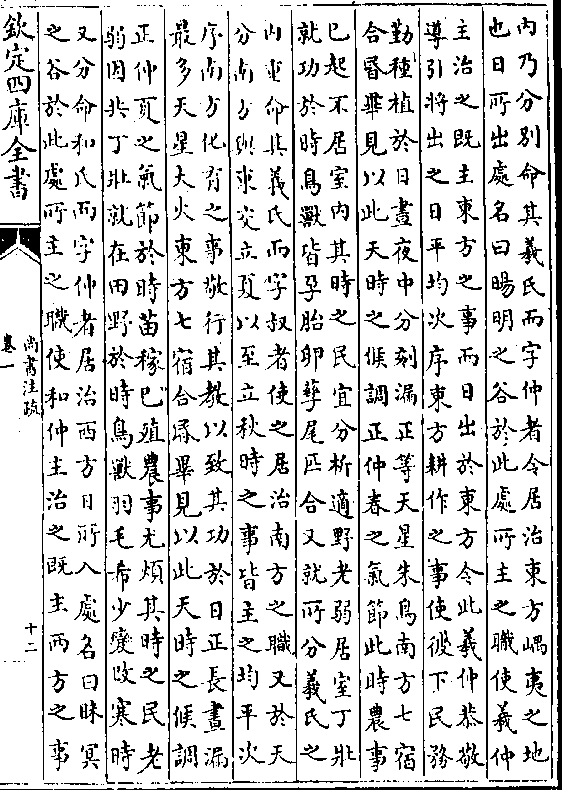 内乃分别命其羲氏而字仲者令居治東方嵎夷之地
也日所出處名曰暘明之谷於此處所主之職使羲仲
主治之既主東方之事而日出於東方令此羲仲恭敬
導引將出之日平均次序東方耕作之事使彼下民務
勤種植於日晝夜中分刻漏正等天星朱鳥南方七宿
合昬畢見以此天時之候調正仲春之氣節此時農事
已起不居室内其時之民宜分析適野老弱居室丁壯
就功於時鳥獸皆孕胎卵孳尾匹合又就所分羲氏之
内重命其羲氏而字叔者使之居治南方之職又於天
分南方與東交立夏以至立秋時之事皆主之均平次
序南方化育之事敬行其教以致其功於日正長晝漏
最多天星大火東方七宿合昬畢見以此天時之候調
正仲夏之氣節於時苗稼已殖農事尤煩其時之民老
弱因共丁壯就在田野於時鳥獸羽毛希少變改寒時
又分命和氏而字仲者居治西方日所入處名曰昧冥
之谷於此處所主之職使和仲主治之既主西方之事
欽定四庫全書
尚書注疏
卷一
十二